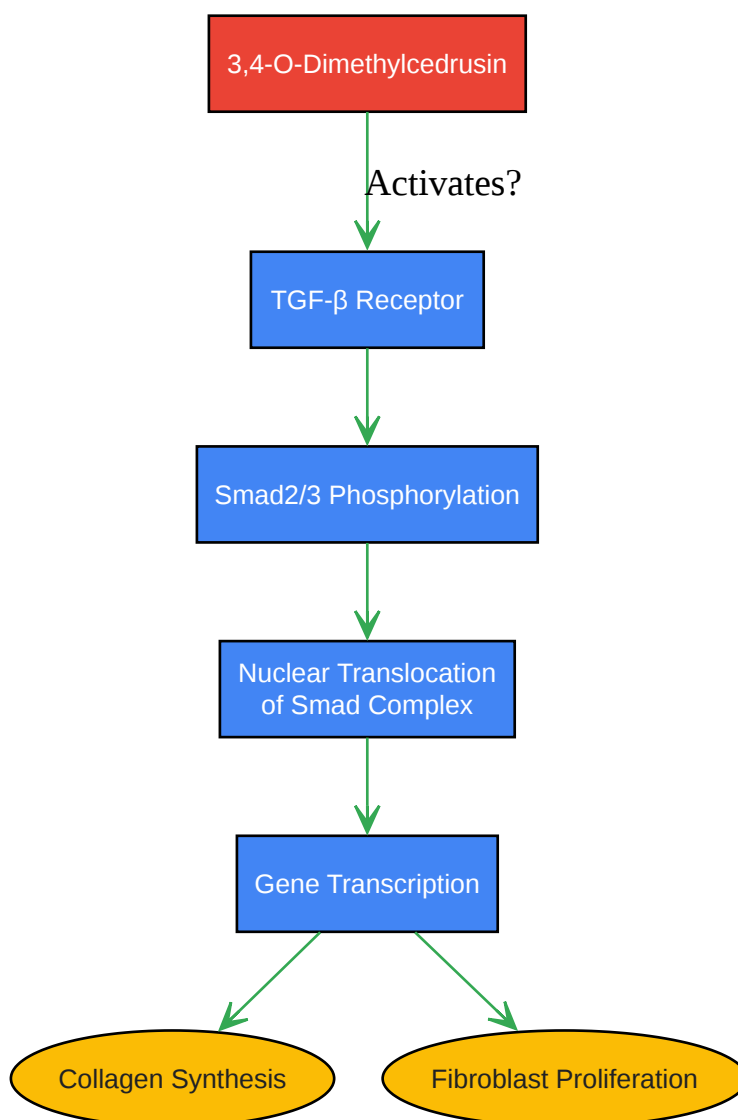 3,4-O-Dimethylcedrusin
Activates?
TGF-β Receptor
Smad2/3 Phosphorylation
Nuclear Translocation
of Smad Complex
Gene Transcription
Collagen Synthesis
Fibroblast Proliferation